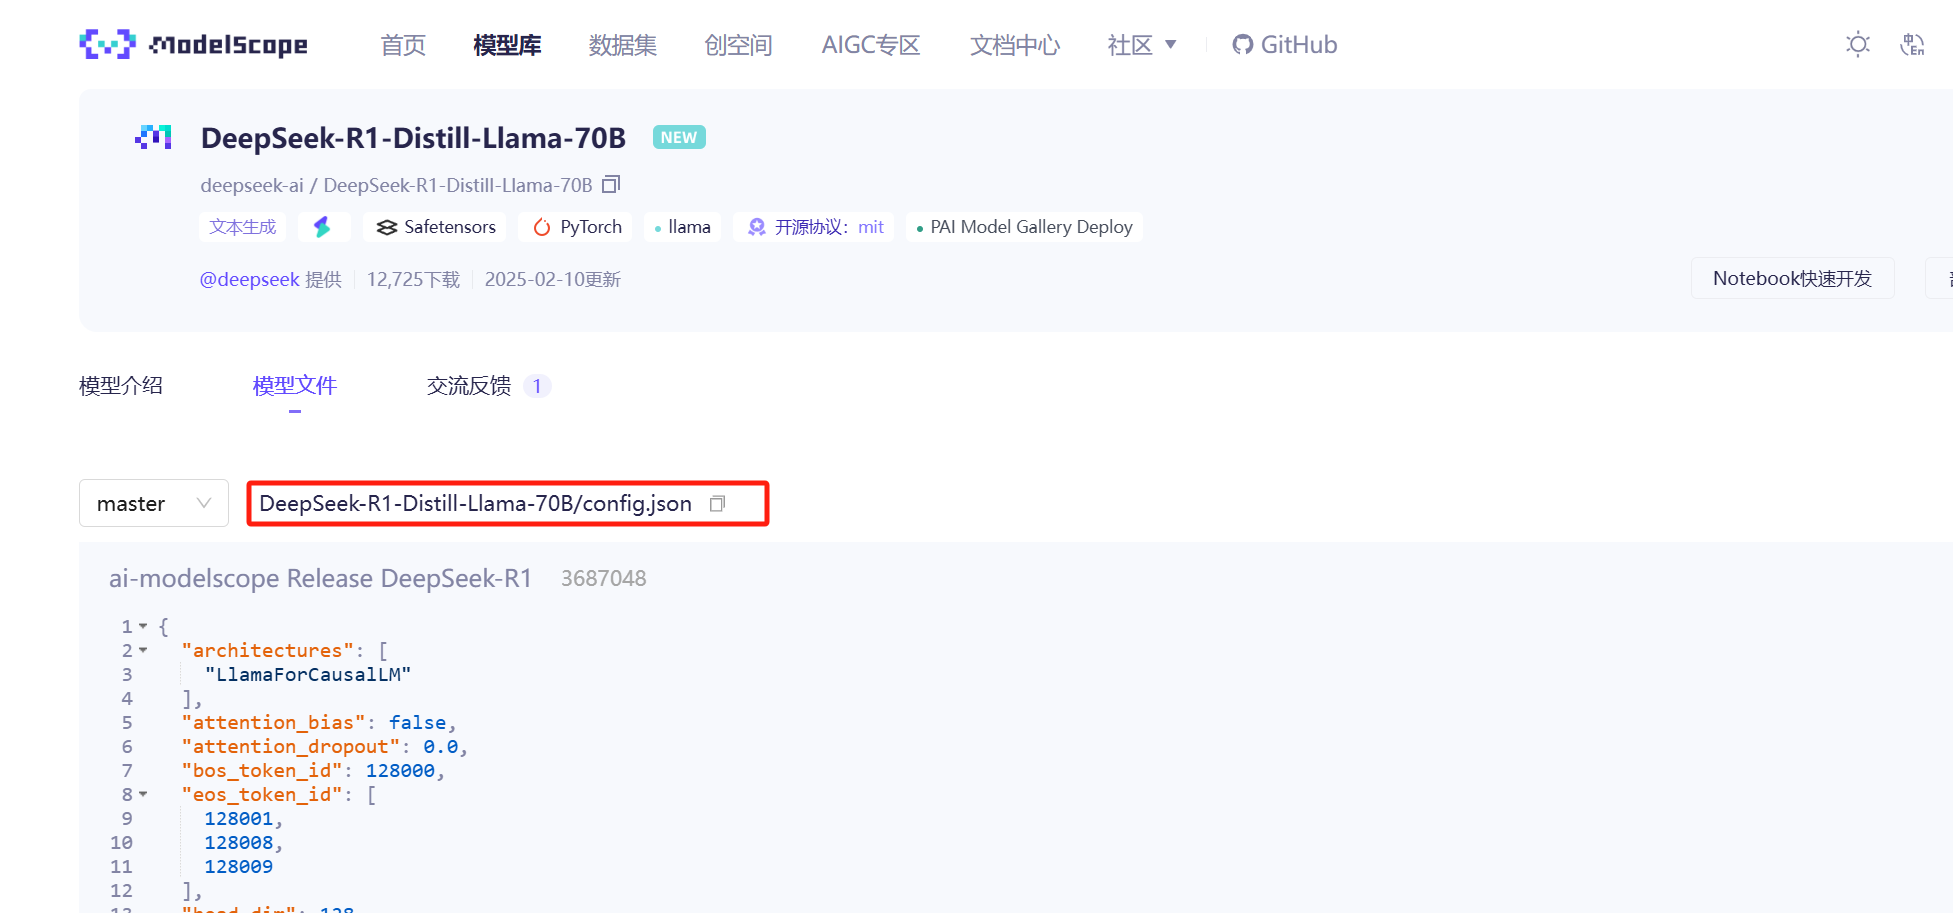 ModelScope 首页 模型库 数据集 创空间 AIGC专区 文档中心 社区 GitHub
DeepSeek-R1-Distill-Llama-70B NEW
deepseek-ai / DeepSeek-R1-Distill-Llama-70B
文本生成 Safetensors PyTorch llama 开源协议: mit PAI Model Gallery Deploy
@deepseek 提供 12,725下载 2025-02-10更新 Notebook快速开发
模型介绍 模型文件 交流反馈 1
master DeepSeek-R1-Distill-Llama-70B/config.json
ai-modelscope Release DeepSeek-R1 3687048
1 {
2 "architectures": [
3 "LlamaForCausalLM"
4 ],
5 "attention_bias": false,
6 "attention_dropout": 0.0,
7 "bos_token_id": 128000,
8 "eos_token_id": [
9 128001,
10 128008,
11 128009
12 ],
13 "head_dim": 128